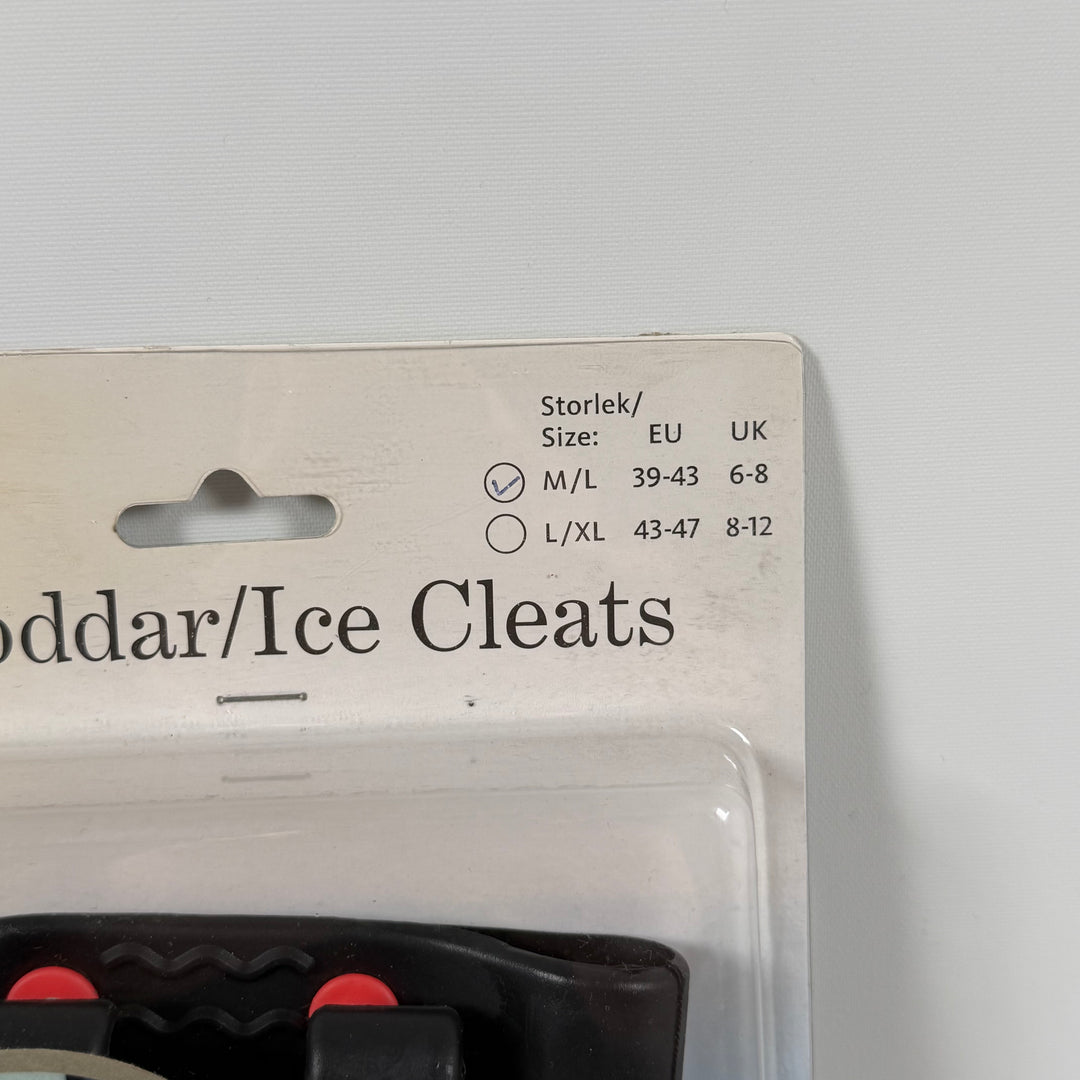 Storlek/
Size: EU UK
M/L 39-43 6-8
L/XL 43-47 8-12
oddar/Ice Cleats